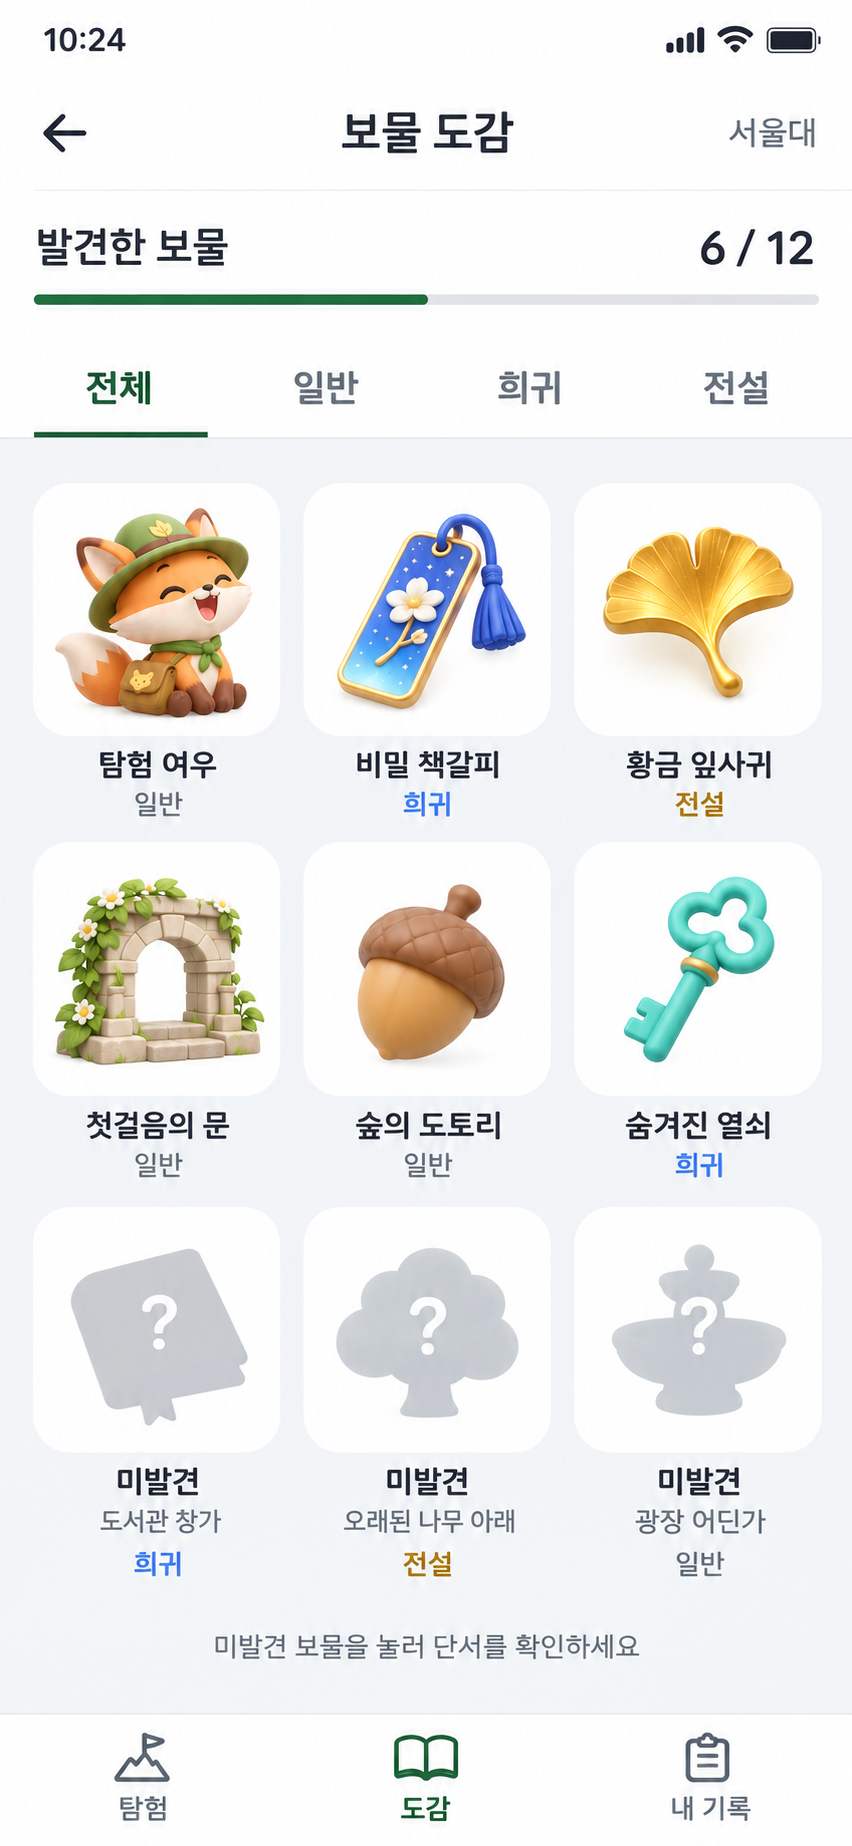 10:24
보물 도감
서울대
발견한 보물
6 / 12
전체 일반 희귀 전설
탐험 여우 비밀 책갈피 황금 잎사귀
일반 희귀 전설
첫걸음의 문 숲의 도토리 숨겨진 열쇠
일반 일반 희귀
? ? ?
미발견 미발견 미발견
도서관 창가 오래된 나무 아래 광장 어딘가
희귀 전설 일반
미발견 보물을 눌러 단서를 확인하세요
탐험 도감 내 기록